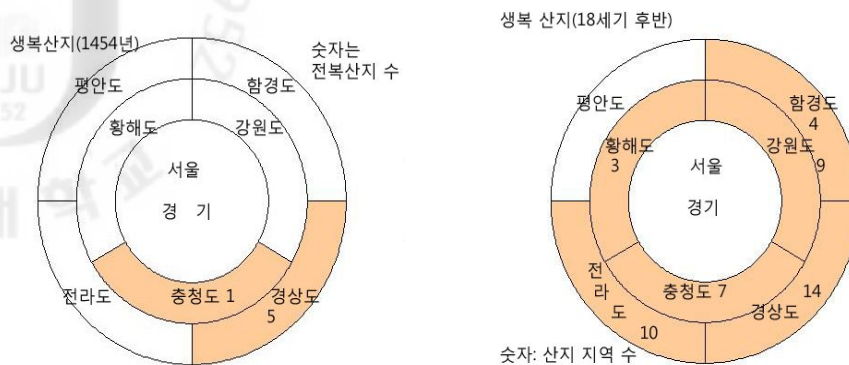 생복산지(1454년)
숫자는
전복산지 수
평안도
함경도
황해도
강원도
서울
경 기
전라도
충청도 1
경상도
5
생복 산지(18세기 후반)
평안도
함경도
4
황해도
3
강원도
9
서울
경기
전
라
도
10
충청도 7
14
경상도
숫자: 산지 지역 수
JU
52
952